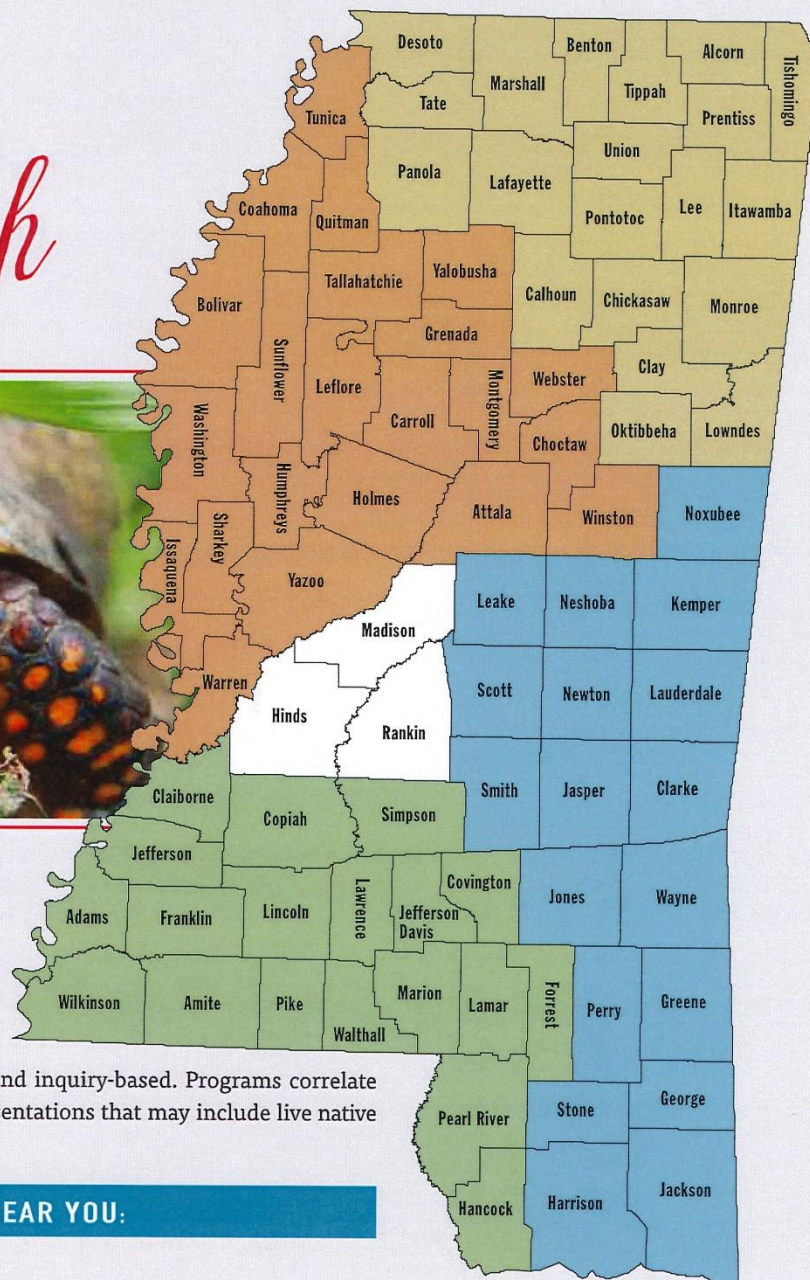 h
Desoto
Benton
Alcorn
Tishomingo
Marshall
Tippah
Tate
Prentiss
Tunica
Union
Panola
Lafayette
Coahoma
Quitman
Pontotoc
Lee
Itawamba
Tallahatchie
Yalobusha
Bolivar
Calhoun
Chickasaw
Monroe
Grenada
Sunflower
Leflore
Clay
Webster
Montgomery
Washington
Carroll
Choctaw
Oktibbeha
Lowndes
Humphreys
Holmes
Attala
Winston
Noxubee
Sharkey
Issaquena
Yazoo
Leake
Neshoba
Kemper
Madison
Warren
Scott
Newton
Lauderdale
Hinds
Rankin
Smith
Jasper
Clarke
Claiborne
Copiah
Simpson
Jefferson
Covington
Jones
Wayne
Adams
Franklin
Lincoln
Lawrence
Jefferson
Davis
Wilkinson
Amite
Pike
Marion
Lamar
Forrest
Perry
Greene
Walthall
nd inquiry-based. Programs correlate
sentations that may include live native
Pearl River
Stone
George
Hancock
Harrison
Jackson
EAR YOU: